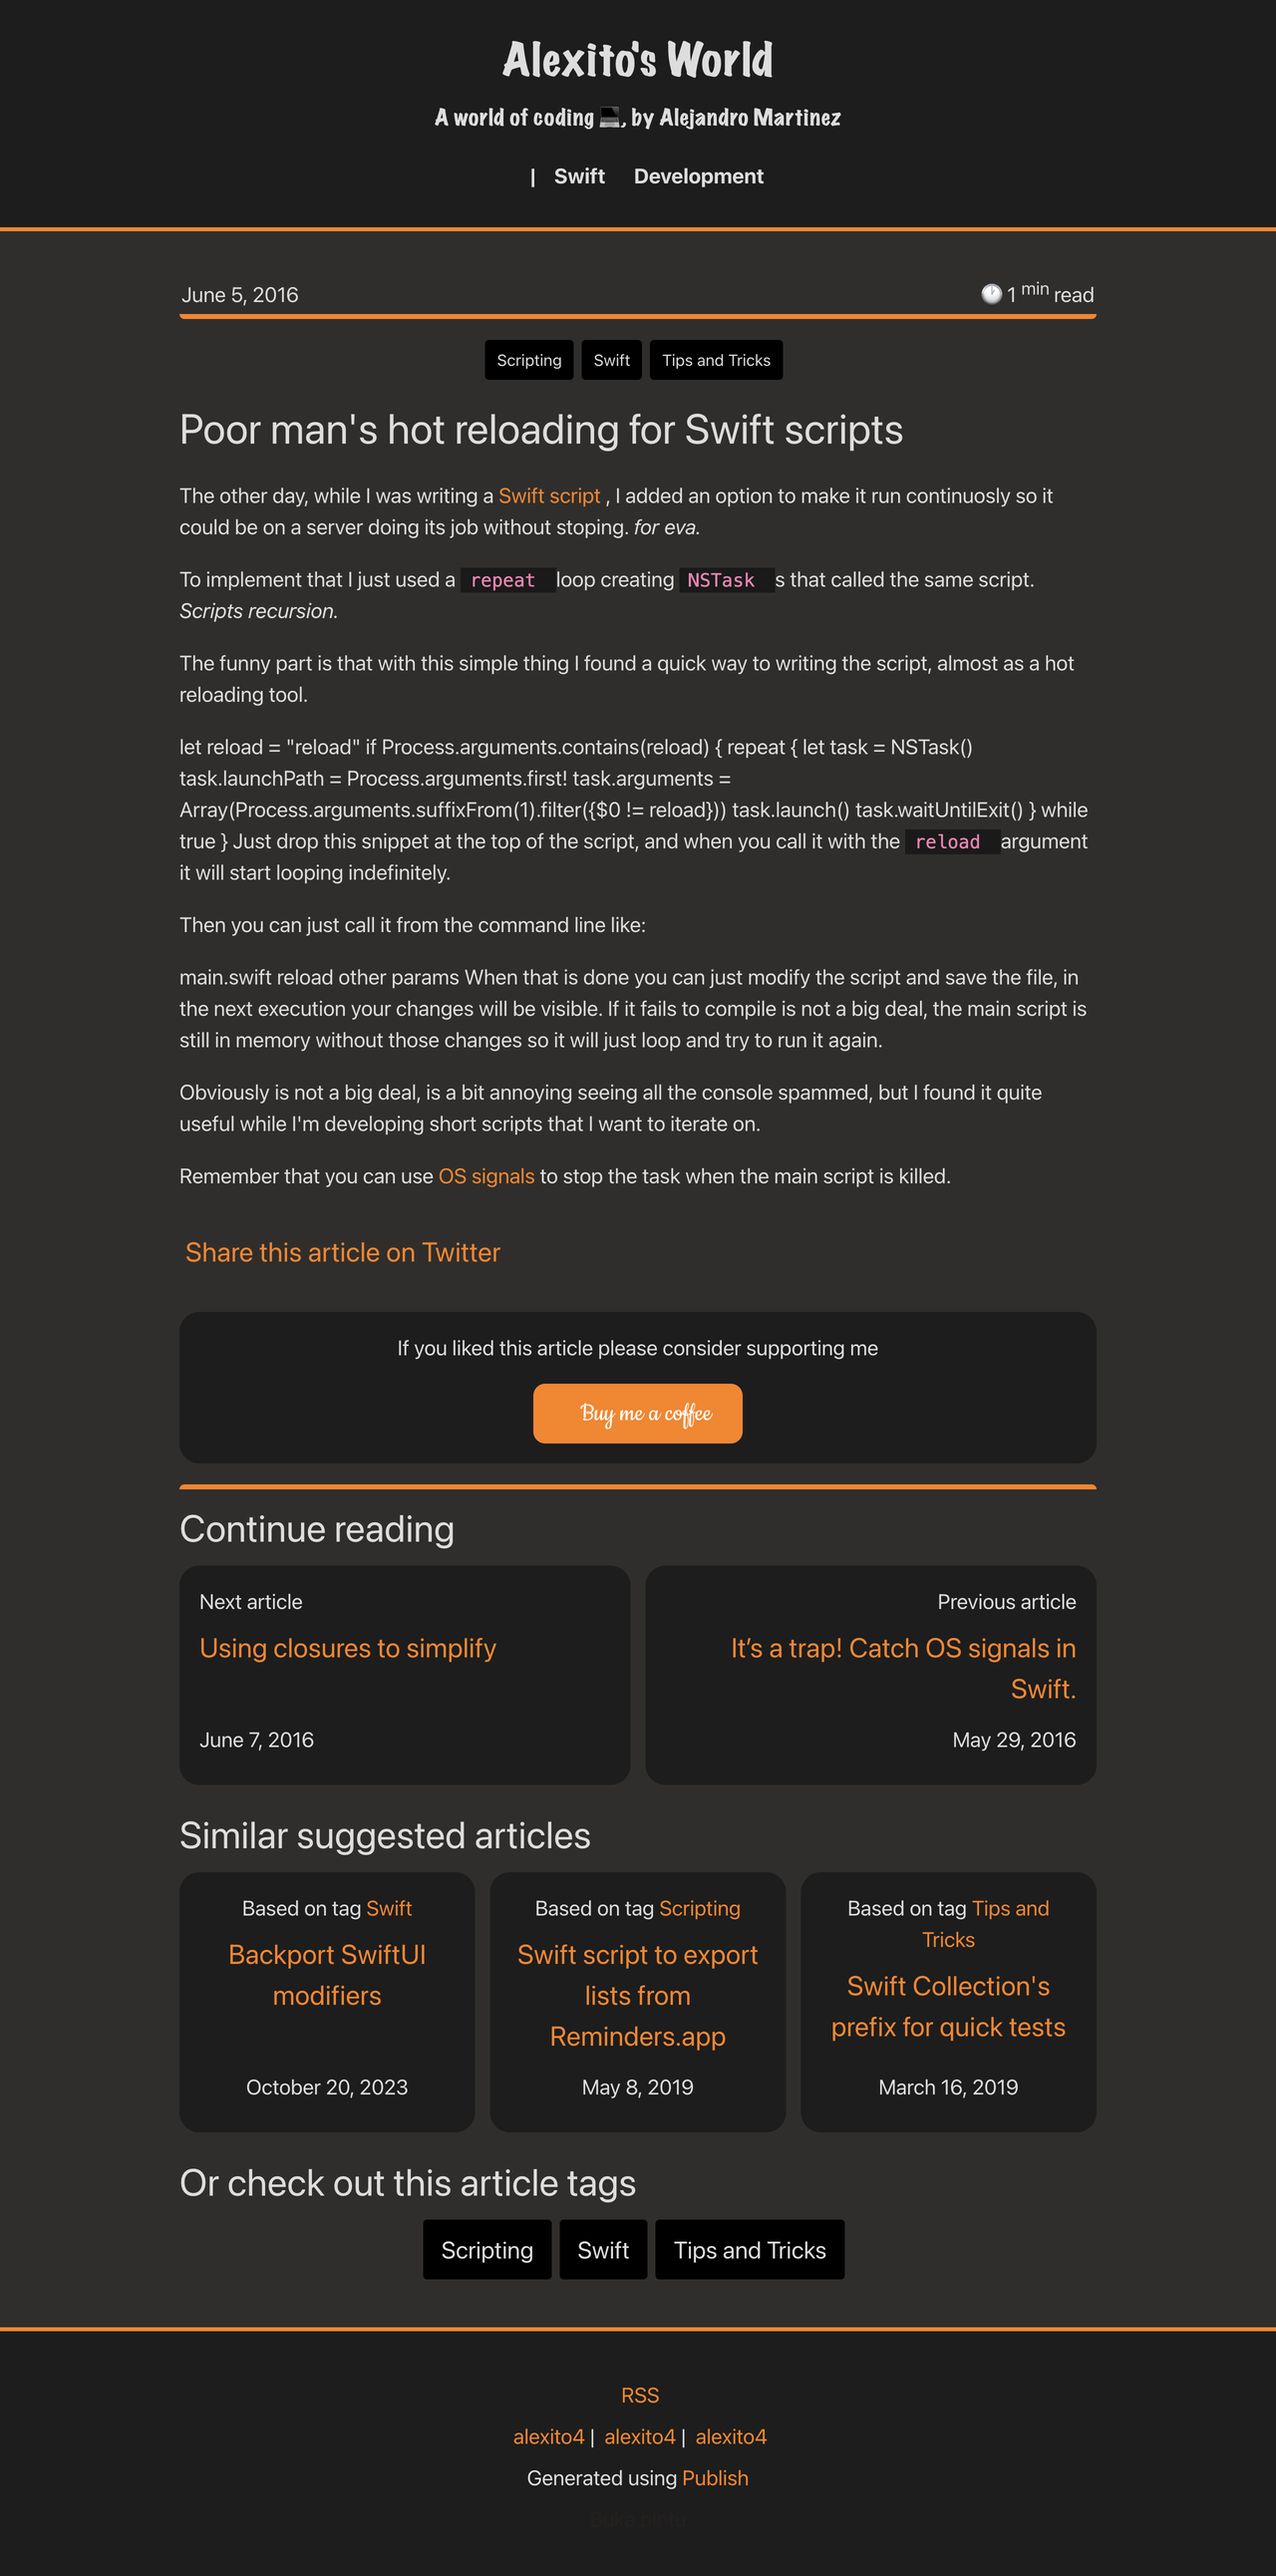 Alexito's World
A world of coding 💻, by Alejandro Martinez
| Swift Development
June 5, 2016
🕐 1 min read
Scripting Swift Tips and Tricks
Poor man's hot reloading for Swift scripts
The other day, while I was writing a Swift script , I added an option to make it run continuosly so it
could be on a server doing its job without stoping. for eva.
To implement that I just used a repeat loop creating NSTask s that called the same script.
Scripts recursion.
The funny part is that with this simple thing I found a quick way to writing the script, almost as a hot
reloading tool.
let reload = "reload" if Process.arguments.contains(reload) { repeat { let task = NSTask()
task.launchPath = Process.arguments.first! task.arguments =
Array(Process.arguments.suffixFrom(1).filter({$0 != reload})) task.launch() task.waitUntilExit() } while
true } Just drop this snippet at the top of the script, and when you call it with the reload argument
it will start looping indefinitely.
Then you can just call it from the command line like:
main.swift reload other params When that is done you can just modify the script and save the file, in
the next execution your changes will be visible. If it fails to compile is not a big deal, the main script is
still in memory without those changes so it will just loop and try to run it again.
Obviously is not a big deal, is a bit annoying seeing all the console spammed, but I found it quite
useful while I'm developing short scripts that I want to iterate on.
Remember that you can use OS signals to stop the task when the main script is killed.
Share this article on Twitter
If you liked this article please consider supporting me
Buy me a coffee
Continue reading
Next article
Using closures to simplify
June 7, 2016
Previous article
It’s a trap! Catch OS signals in
Swift.
May 29, 2016
Similar suggested articles
Based on tag Swift
Backport SwiftUI
modifiers
October 20, 2023
Based on tag Scripting
Swift script to export
lists from
Reminders.app
May 8, 2019
Based on tag Tips and
Tricks
Swift Collection's
prefix for quick tests
March 16, 2019
Or check out this article tags
Scripting Swift Tips and Tricks
RSS
alexito4 | alexito4 | alexito4
Generated using Publish